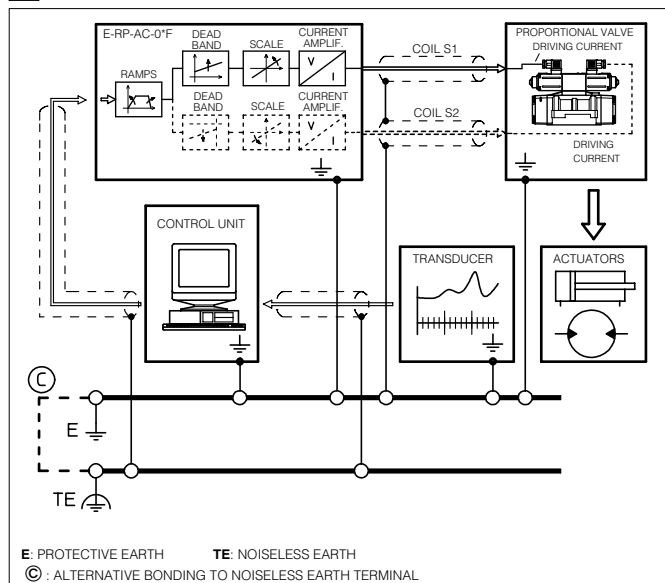 E-RP-AC-0*F
DEAD
BAND
SCALE
CURRENT
AMPLIF.
RAMPS
V
I
DEAD
BAND
SCALE
CURRENT
AMPLIF.
V
I
COIL S1
COIL S2
PROPORTIONAL VALVE
DRIVING CURRENT
DRIVING
CURRENT
CONTROL UNIT
TRANSDUCER
ACTUATORS
C
E
TE
E: PROTECTIVE EARTH TE: NOISELESS EARTH
C : ALTERNATIVE BONDING TO NOISELESS EARTH TERMINAL